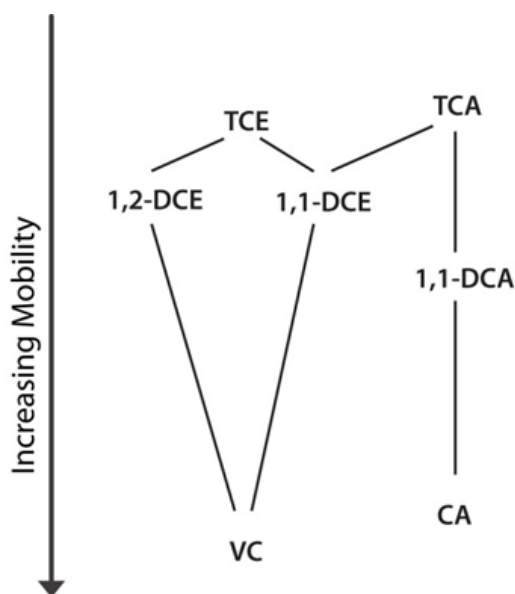 TCA
TCE
1,2-DCE
1,1-DCE
1,1-DCA
Increasing Mobility
CA
VC